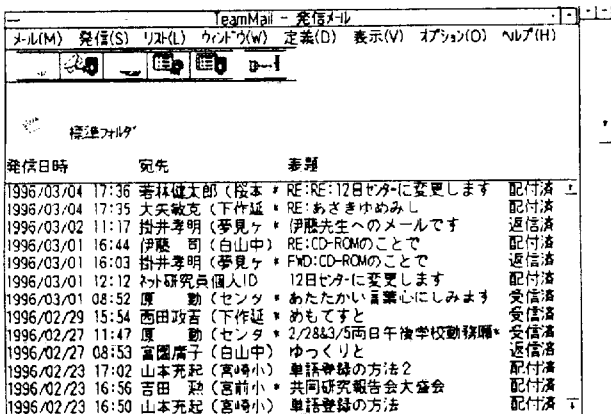 TeamMail - 発信メール
メール(M) 発信(S) リスト(L) ウィンドウ(W) 定義(D) 表示(V) オプション(O) ヘルプ(H)
標準フォルダ
発信日時 宛先 表題
1996/03/04 17:36 若林健太郎(桜本 * RE:RE:12日センターに変更します 配付済
1996/03/04 17:35 大矢敏克(下作延 * RE:あさきゆめみし 配付済
1996/03/02 11:17 掛井孝明(夢見ヶ * 伊藤先生へのメールです 返信済
1996/03/01 16:44 伊藤 司(白山中) RE:CD-ROMのことで 配付済
1996/03/01 16:03 掛井孝明(夢見ヶ * FWD:CD-ROMのことで 返信済
1996/03/01 12:12 ネット研究員個人ID 12日センターに変更します 配付済
1996/03/01 08:52 原 勤(センタ * あたたかい言葉心にしみます 受信済
1996/02/29 15:54 西田政吉(下作延 * めもてすと 受信済
1996/02/27 11:47 原 勤(センタ * 2/28&3/5両日午後学校勤務願* 受信済
1996/02/27 08:53 富園廣子(白山中) ゆっくりと 返信済
1996/02/23 17:02 山本充起(宮崎小) 単語登録の方法2 配付済
1996/02/23 16:56 吉田 勲(宮前小 * 共同研究報告会大盛会 配付済
1996/02/23 16:50 山本充起(宮崎小) 単語登録の方法 配付済